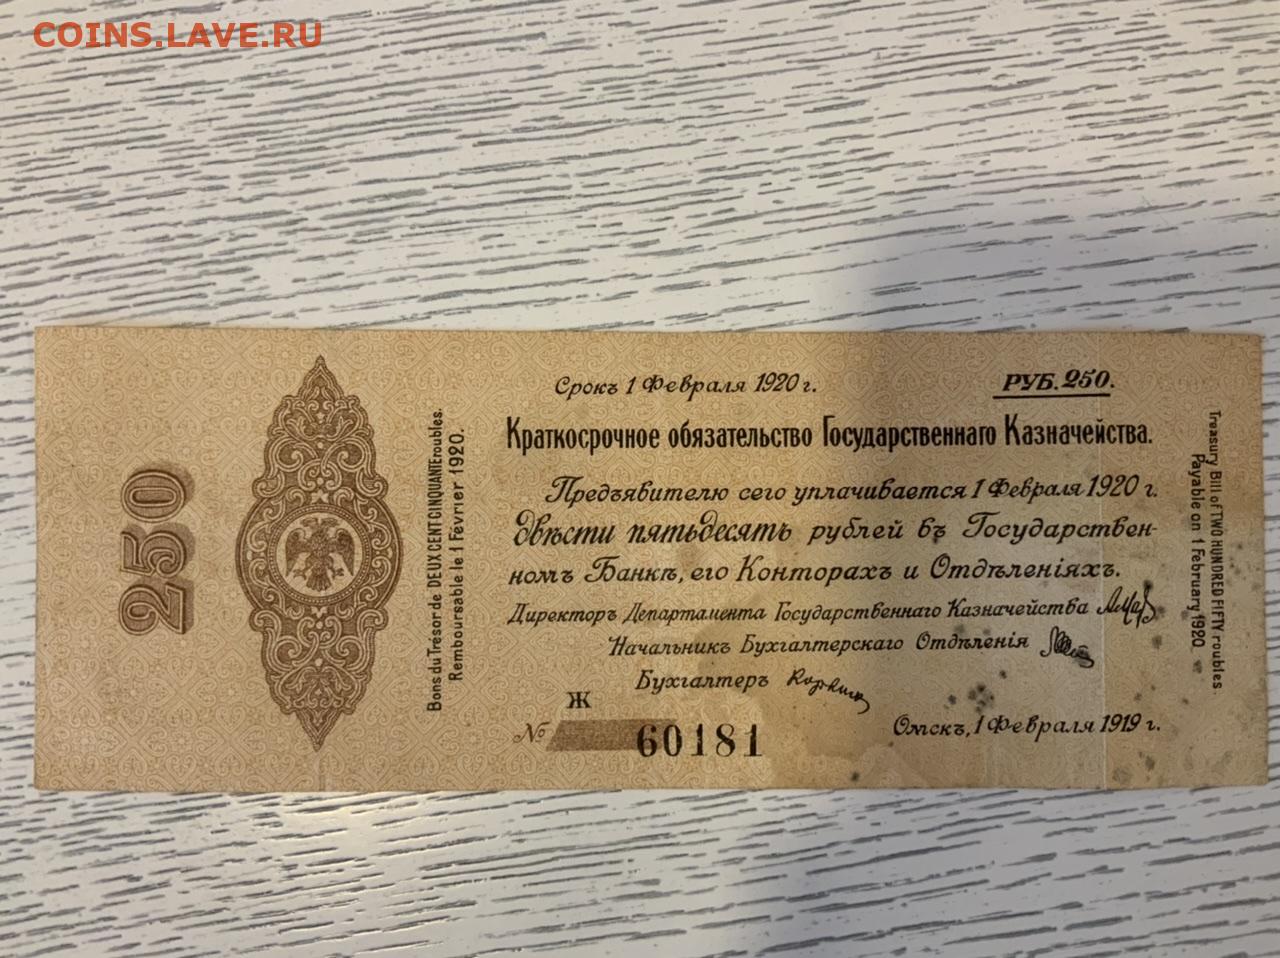 COINS.LAVE.RU
250
Bons du Trésor de DEUX CENT CINQUANTE roubles.
Remboursable le 1 Février 1920.
Срокъ 1 Февраля 1920 г.
РУБ. 250.
Краткосрочное обязательство Государственнаго Казначейства.
Предъявителю сего уплачивается 1 Февраля 1920 г.
двѣсти пятьдесятъ рублей въ Государствен-
номъ Банкѣ, его Конторахъ и Отдѣленіяхъ.
Директоръ Департамента Государственнаго Казначейства
Начальникъ Бухгалтерскаго Отдѣленія
Бухгалтеръ
Ж
№ 60181
Омскъ, 1 Февраля 1919 г.
Treasury Bill of TWO HUNDRED FIFTY roubles.
Payable on 1 February 1920.